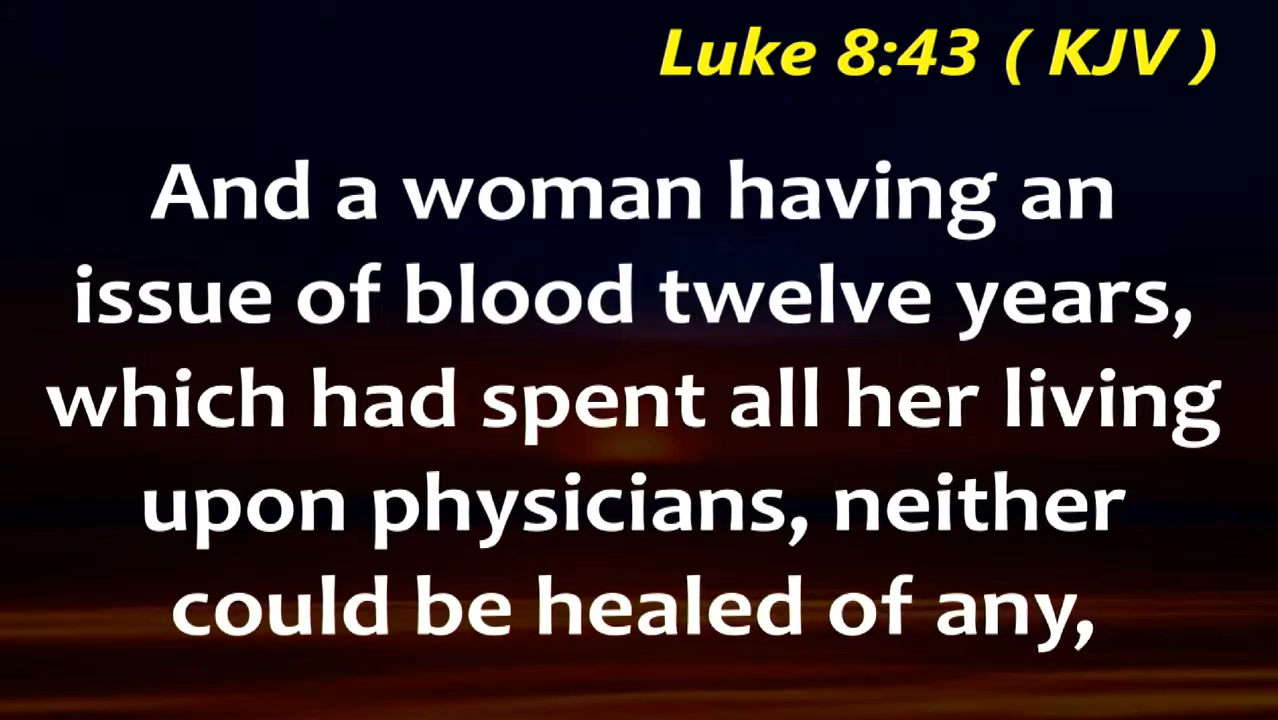 Luke 8:43 ( KJV )
And a woman having an
issue of blood twelve years,
which had spent all her living
upon physicians, neither
could be healed of any,